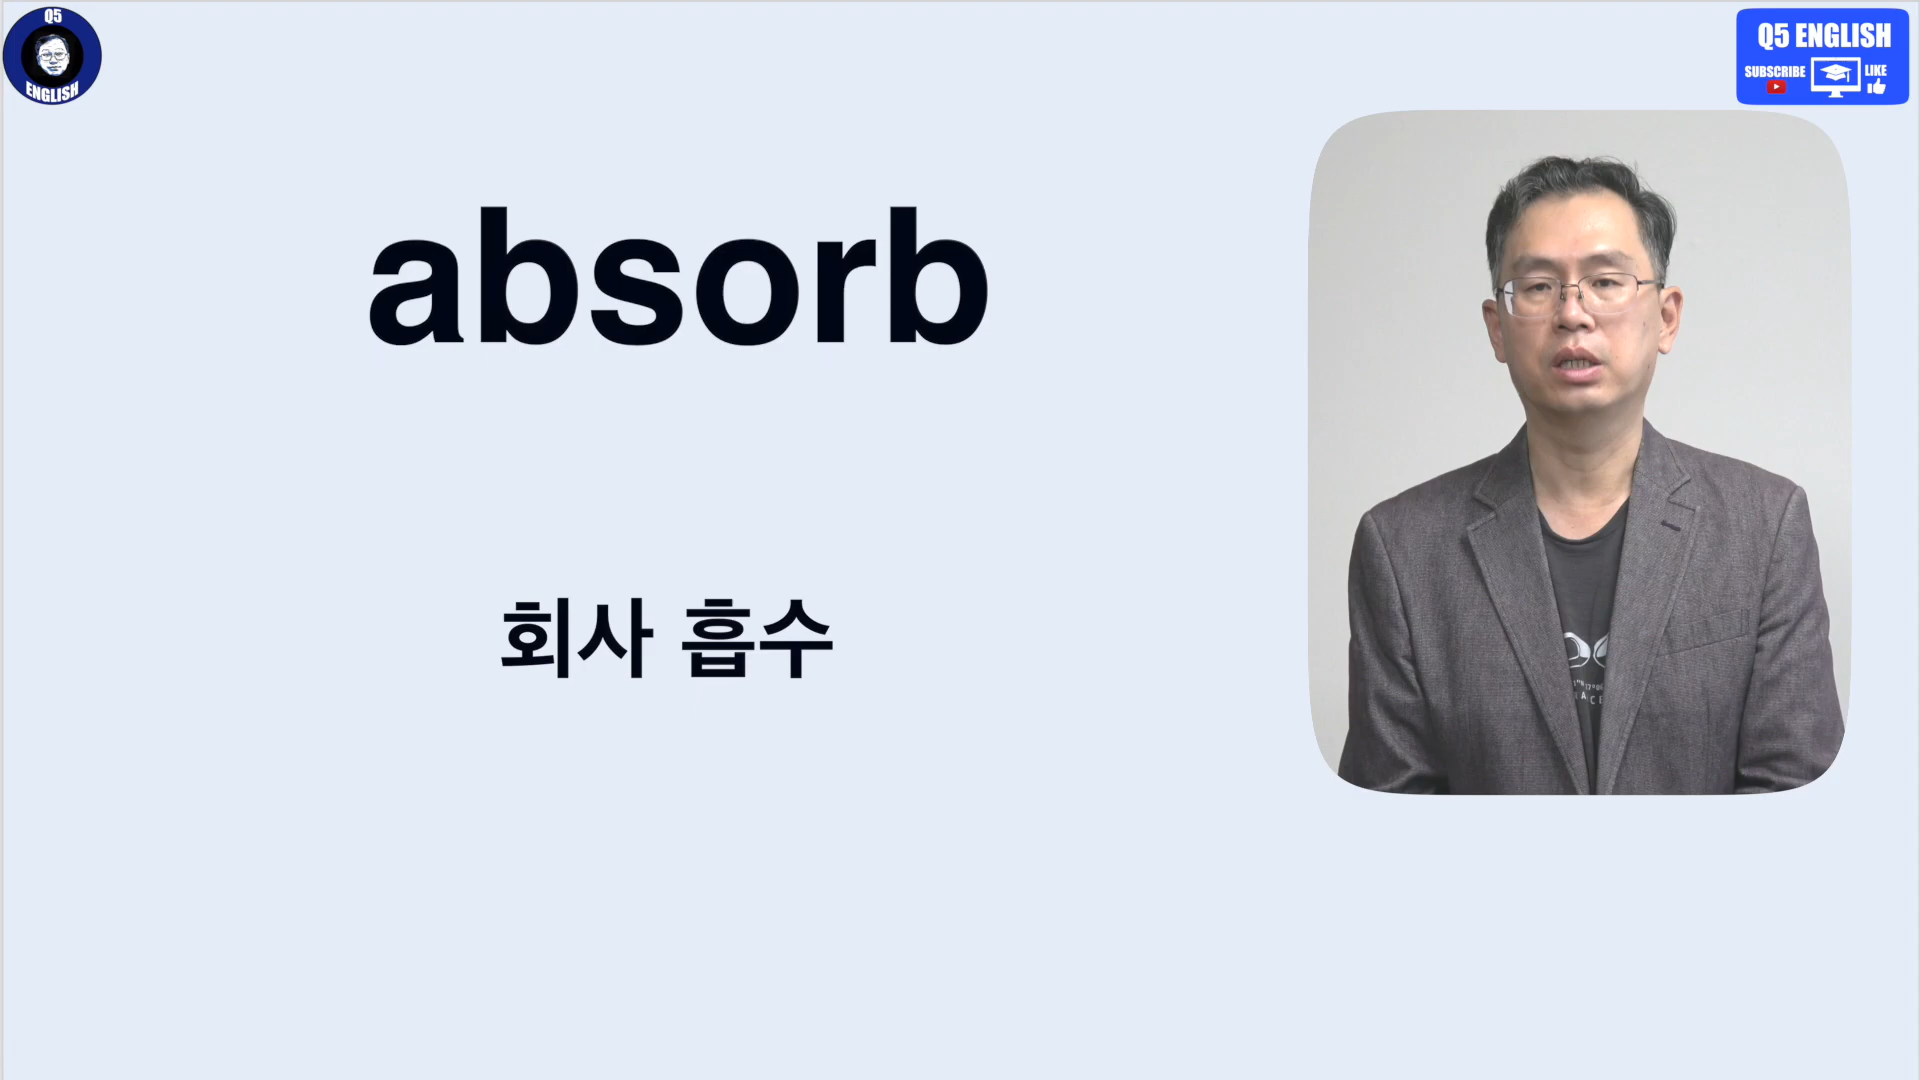 Q5
ENGLISH
Q5 ENGLISH
SUBSCRIBE
LIKE
absorb
회사 흡수